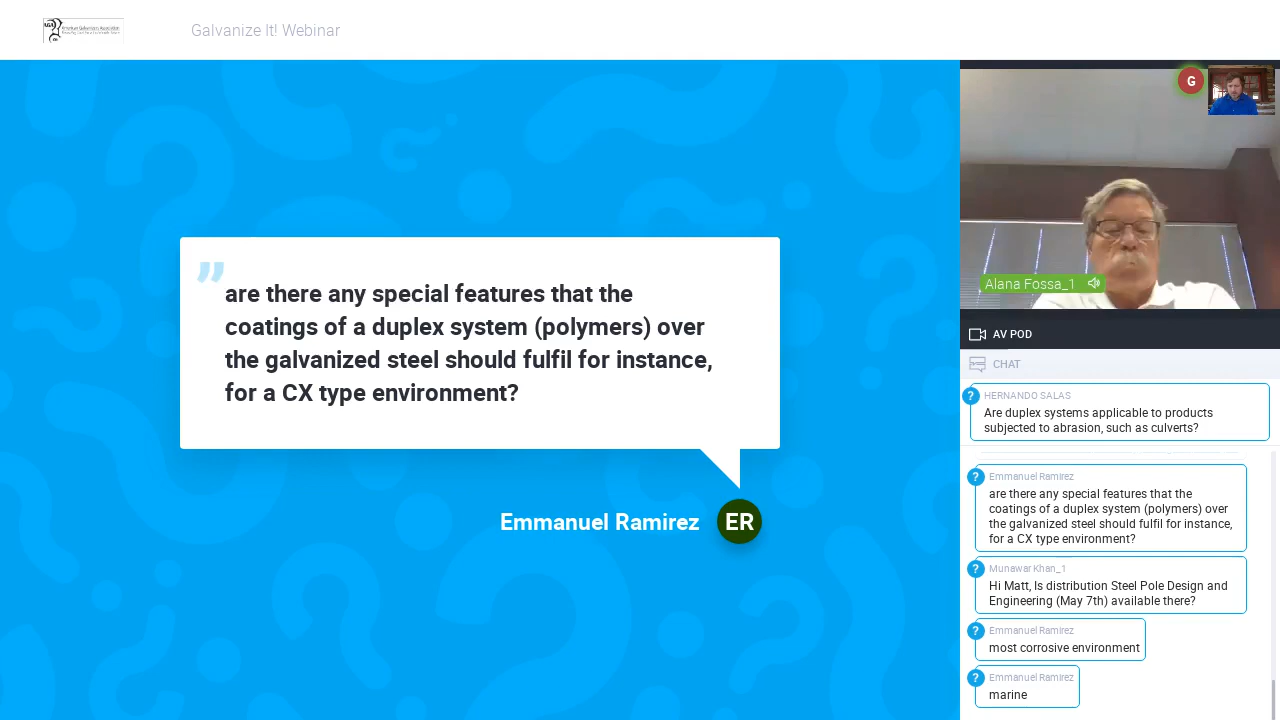 American Galvanizers Association
Galvanize It! Webinar
G
are there any special features that the
coatings of a duplex system (polymers) over
the galvanized steel should fulfil for instance,
for a CX type environment?
Emmanuel Ramirez
ER
Alana Fossa_1
AV POD
CHAT
?
HERNANDO SALAS
Are duplex systems applicable to products
subjected to abrasion, such as culverts?
?
Emmanuel Ramirez
are there any special features that the
coatings of a duplex system (polymers) over
the galvanized steel should fulfil for instance,
for a CX type environment?
?
Munawar Khan_1
Hi Matt, Is distribution Steel Pole Design and
Engineering (May 7th) available there?
?
Emmanuel Ramirez
most corrosive environment
?
Emmanuel Ramirez
marine